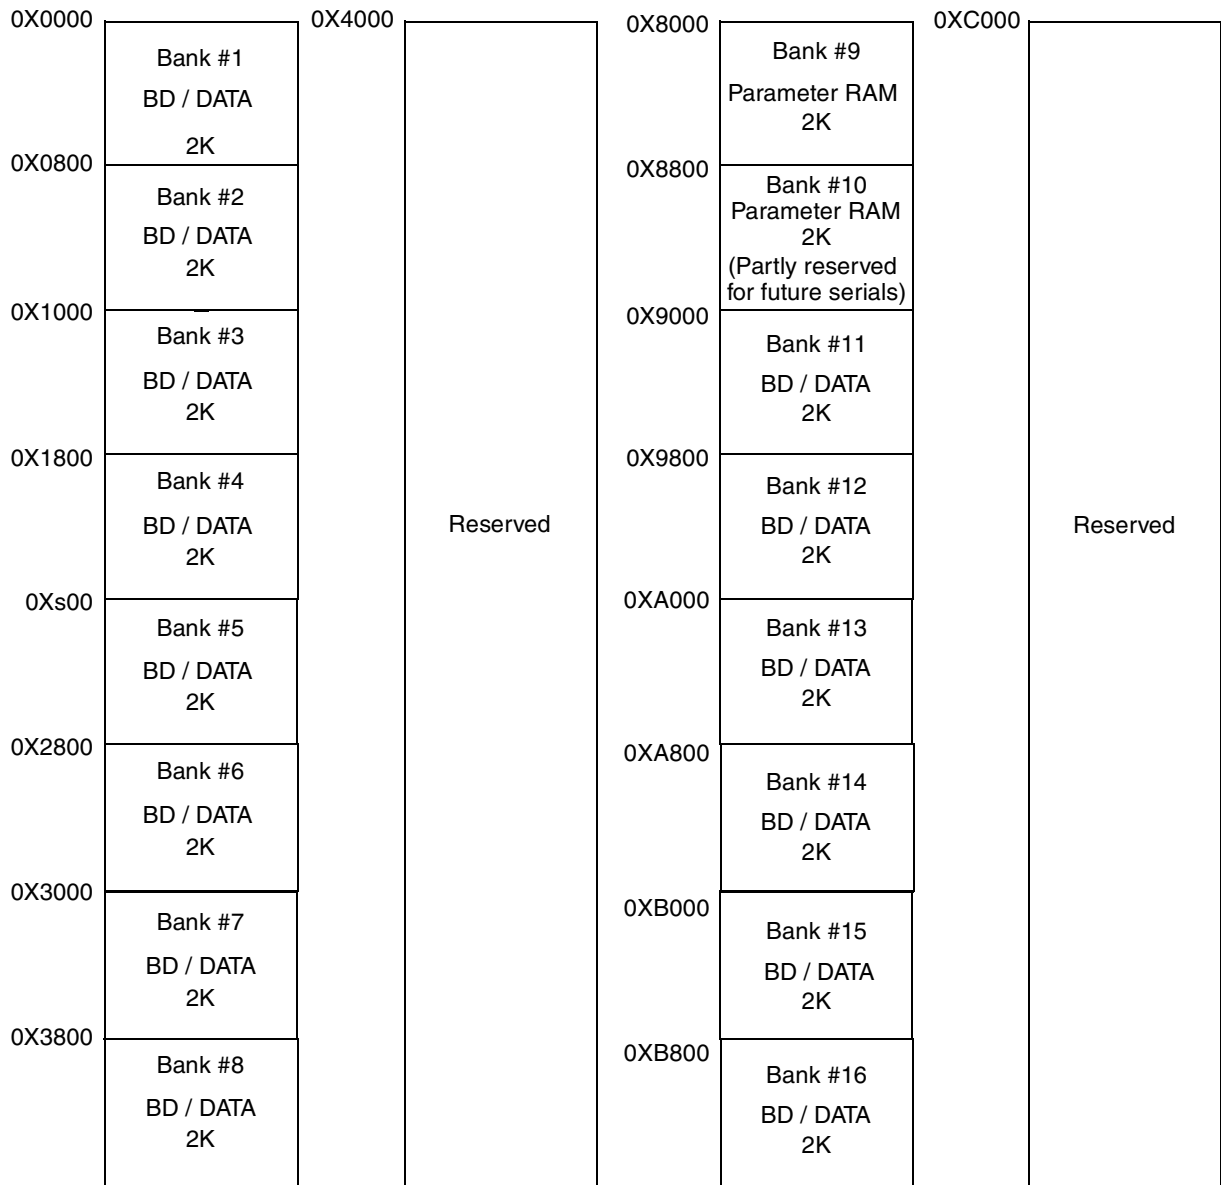 0X0000
Bank #1
BD / DATA
2K
0X0800
Bank #2
BD / DATA
2K
0X1000
Bank #3
BD / DATA
2K
0X1800
Bank #4
BD / DATA
2K
0Xs00
Bank #5
BD / DATA
2K
0X2800
Bank #6
BD / DATA
2K
0X3000
Bank #7
BD / DATA
2K
0X3800
Bank #8
BD / DATA
2K
0X4000
Reserved
0X8000
Bank #9
Parameter RAM
2K
0X8800
Bank #10
Parameter RAM
2K
(Partly reserved
for future serials)
0X9000
Bank #11
BD / DATA
2K
0X9800
Bank #12
BD / DATA
2K
0XA000
Bank #13
BD / DATA
2K
0XA800
Bank #14
BD / DATA
2K
0XB000
Bank #15
BD / DATA
2K
0XB800
Bank #16
BD / DATA
2K
0XC000
Reserved